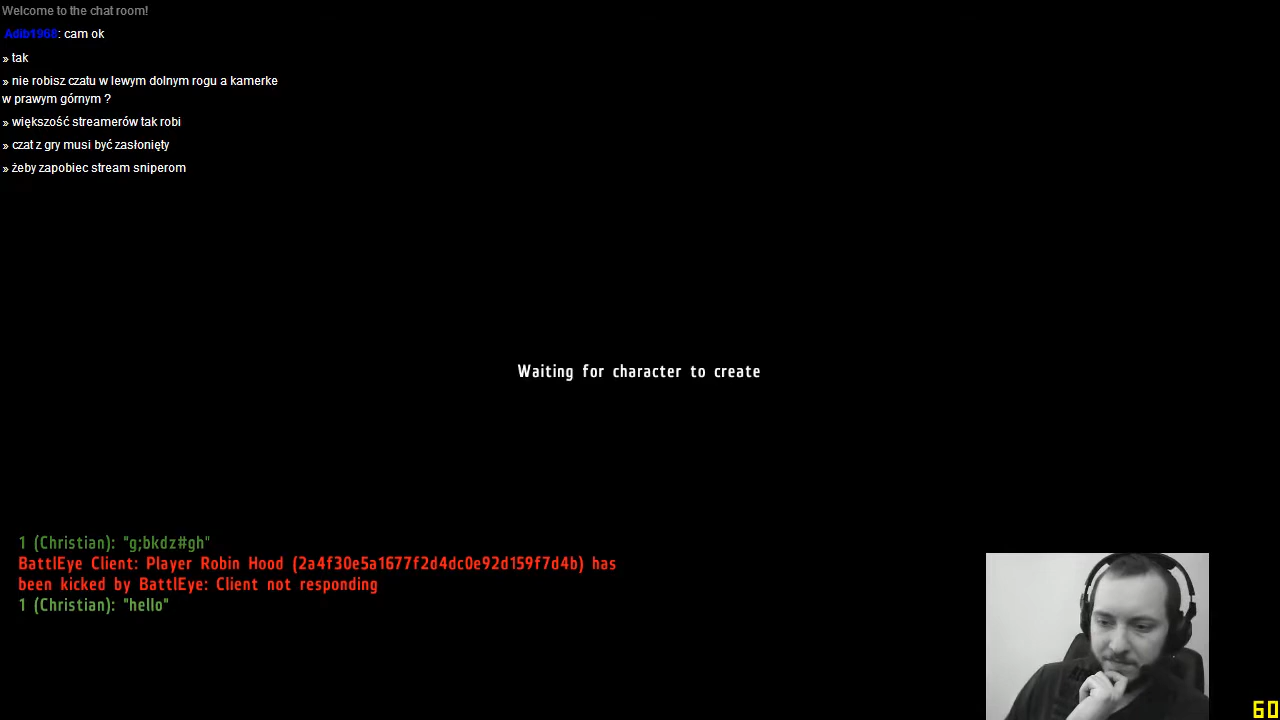 Welcome to the chat room!
Adib1968: cam ok
» tak
» nie robisz czatu w lewym dolnym rogu a kamerke
w prawym górnym ?
» większość streamerów tak robi
» czat z gry musi być zasłonięty
» żeby zapobiec stream sniperom
Waiting for character to create
1 (Christian): "g;bkdz#gh"
BattlEye Client: Player Robin Hood (2a4f30e5a1677f2d4dc0e92d159f7d4b) has
been kicked by BattlEye: Client not responding
1 (Christian): "hello"
60